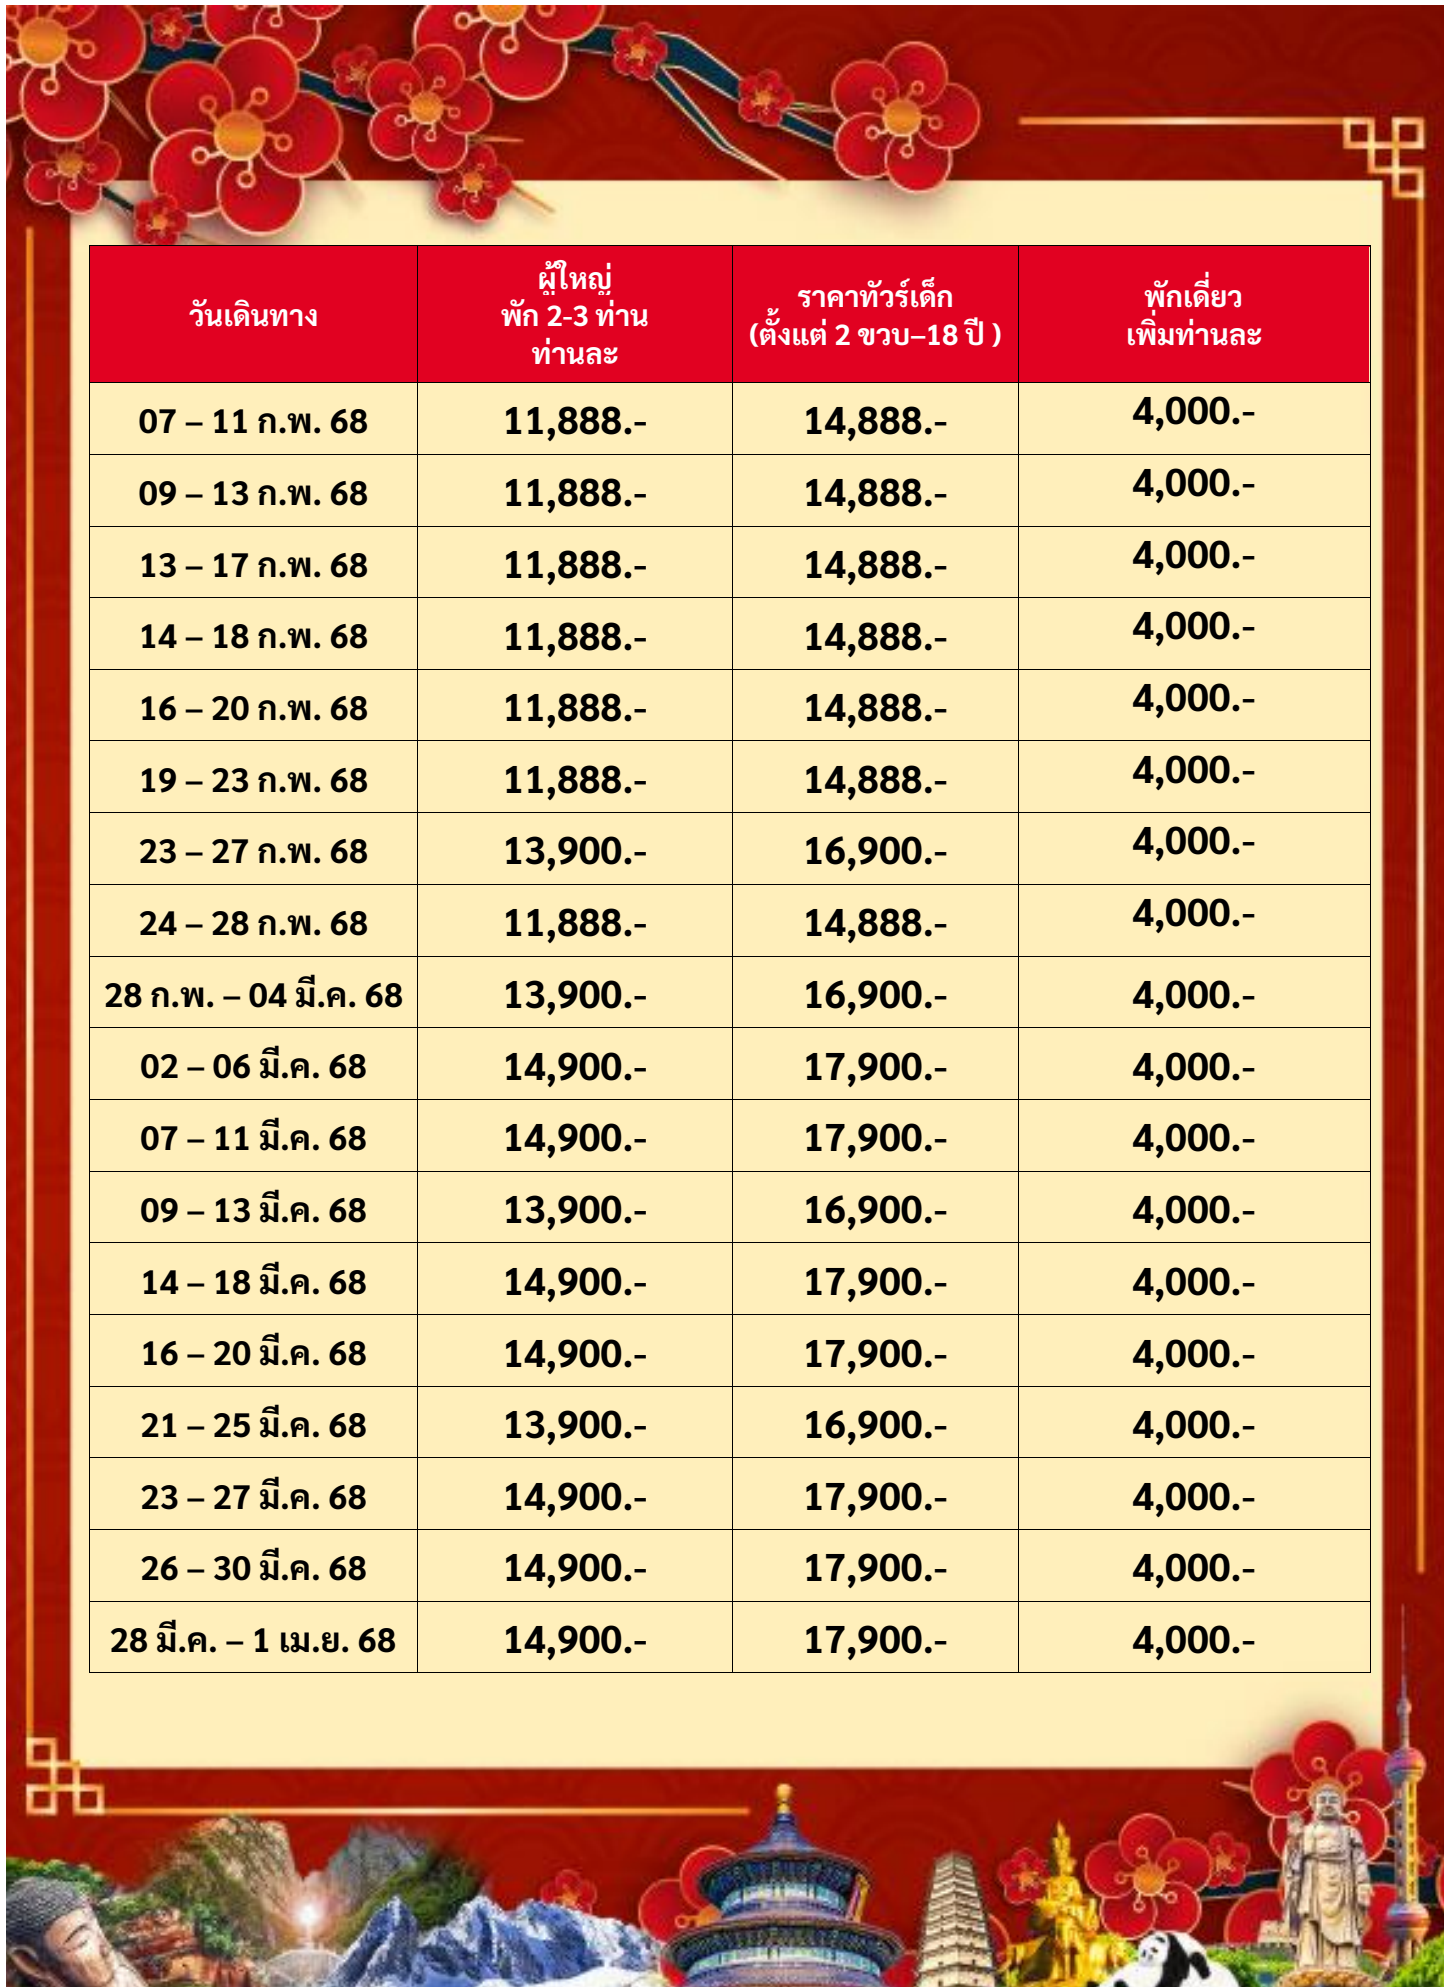 วันเดินทาง
ผู้ใหญ่
พัก 2-3 ท่าน
ท่านละ
ราคาทัวร์เด็ก
(ตั้งแต่ 2 ขวบ–18 ปี )
พักเดี่ยว
เพิ่มท่านละ
07 – 11 ก.พ. 68 11,888.- 14,888.- 4,000.-
09 – 13 ก.พ. 68 11,888.- 14,888.- 4,000.-
13 – 17 ก.พ. 68 11,888.- 14,888.- 4,000.-
14 – 18 ก.พ. 68 11,888.- 14,888.- 4,000.-
16 – 20 ก.พ. 68 11,888.- 14,888.- 4,000.-
19 – 23 ก.พ. 68 11,888.- 14,888.- 4,000.-
23 – 27 ก.พ. 68 13,900.- 16,900.- 4,000.-
24 – 28 ก.พ. 68 11,888.- 14,888.- 4,000.-
28 ก.พ. – 04 มี.ค. 68 13,900.- 16,900.- 4,000.-
02 – 06 มี.ค. 68 14,900.- 17,900.- 4,000.-
07 – 11 มี.ค. 68 14,900.- 17,900.- 4,000.-
09 – 13 มี.ค. 68 13,900.- 16,900.- 4,000.-
14 – 18 มี.ค. 68 14,900.- 17,900.- 4,000.-
16 – 20 มี.ค. 68 14,900.- 17,900.- 4,000.-
21 – 25 มี.ค. 68 13,900.- 16,900.- 4,000.-
23 – 27 มี.ค. 68 14,900.- 17,900.- 4,000.-
26 – 30 มี.ค. 68 14,900.- 17,900.- 4,000.-
28 มี.ค. – 1 เม.ย. 68 14,900.- 17,900.- 4,000.-